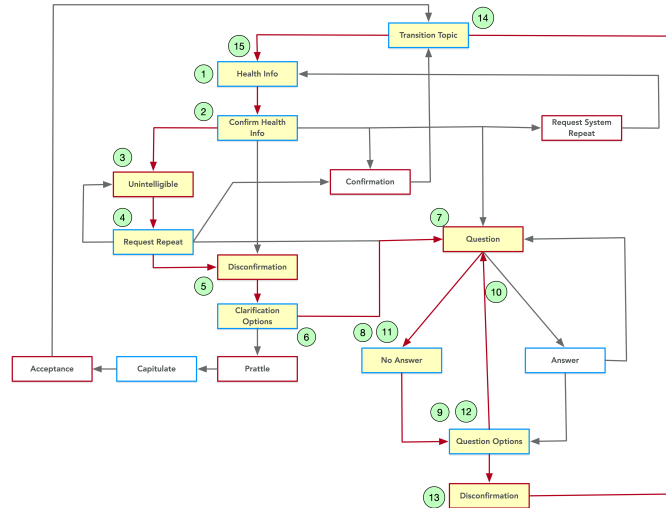 14
Transition Topic
15
1
Health Info
2
Confirm Health
Info
Request System
Repeat
3
Unintelligible
Confirmation
4
Request Repeat
7
Question
5
Disconfirmation
10
Clarification
Options
6
8
11
No Answer
Answer
Acceptance
Capitulate
Prattle
9
12
Question Options
13
Disconfirmation